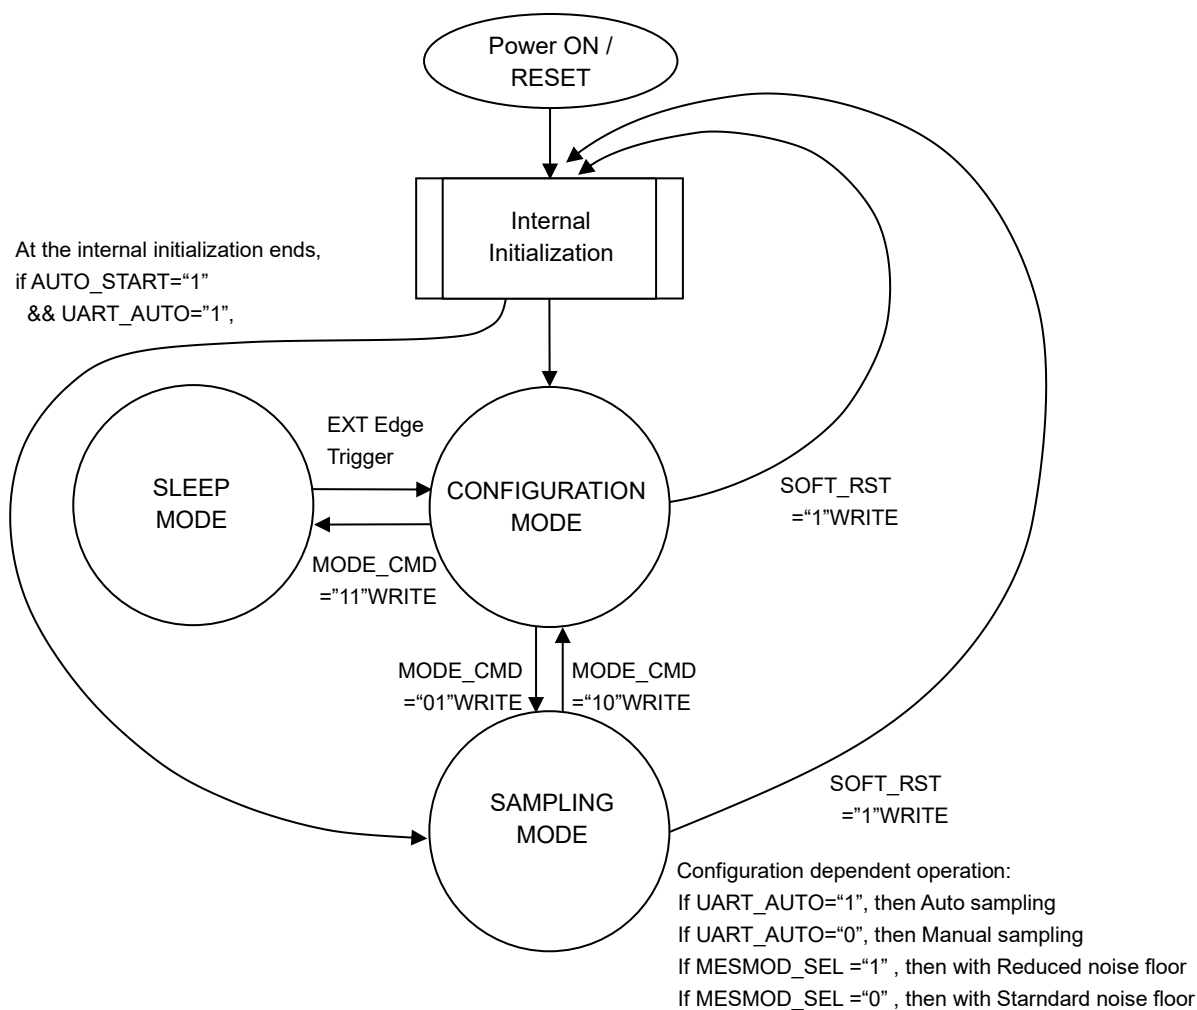 Power ON /
RESET
Internal
Initialization
At the internal initialization ends,
if AUTO_START=“1”
&& UART_AUTO=”1”,
EXT Edge
Trigger
SLEEP
MODE
CONFIGURATION
MODE
SOFT_RST
=“1”WRITE
MODE_CMD
=”11”WRITE
MODE_CMD
=“01”WRITE
MODE_CMD
=“10”WRITE
SAMPLING
MODE
SOFT_RST
=”1”WRITE
Configuration dependent operation:
If UART_AUTO=“1”, then Auto sampling
If UART_AUTO=“0”, then Manual sampling
If MESMOD_SEL =“1” , then with Reduced noise floor
If MESMOD_SEL =“0” , then with Starndard noise floor